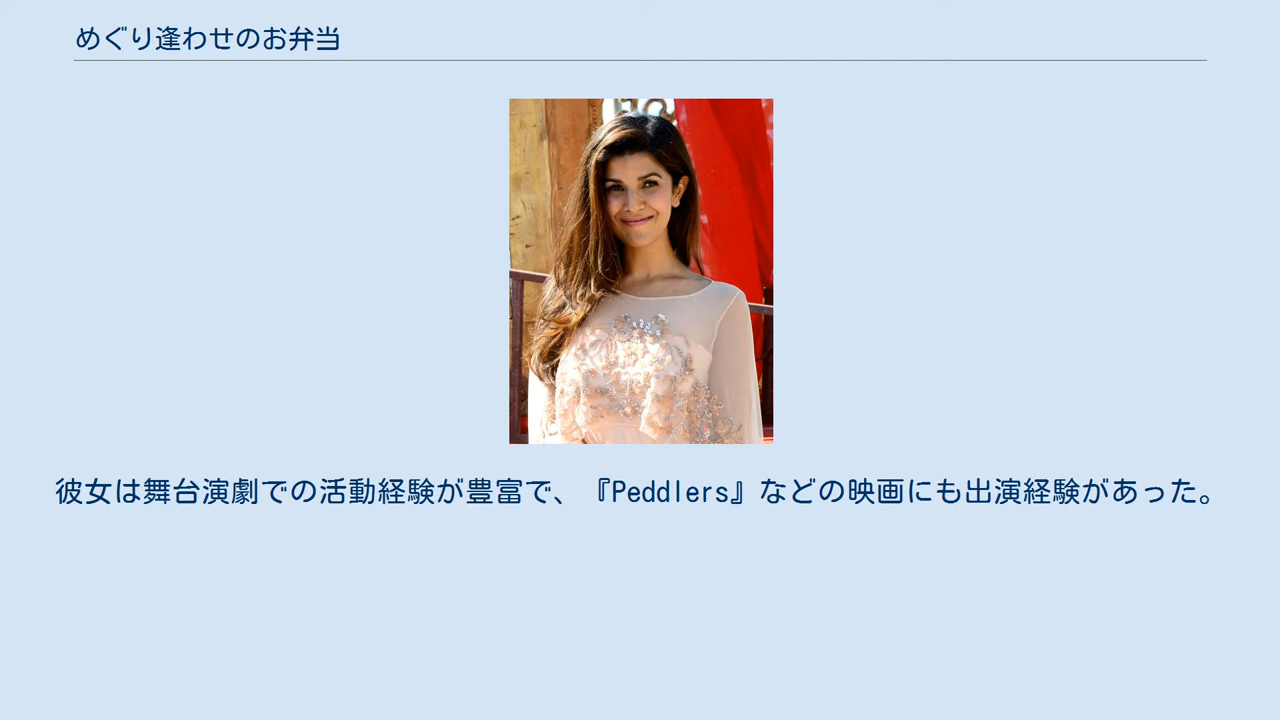 めぐり逢わせのお弁当
彼女は舞台演劇での活動経験が豊富で、『Peddlers』などの映画にも出演経験があった。